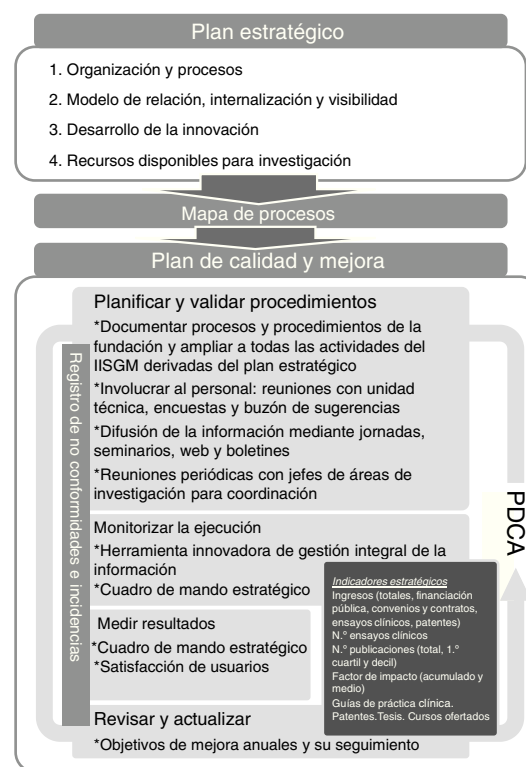 Plan estratégico
1. Organización y procesos
2. Modelo de relación, internalización y visibilidad
3. Desarrollo de la innovación
4. Recursos disponibles para investigación
Mapa de procesos
Plan de calidad y mejora
Registro de no conformidades e incidencias
Planificar y validar procedimientos
*Documentar procesos y procedimientos de la
fundación y ampliar a todas las actividades del
IISGM derivadas del plan estratégico
*Involucrar al personal: reuniones con unidad
técnica, encuestas y buzón de sugerencias
*Difusión de la información mediante jornadas,
seminarios, web y boletines
*Reuniones periódicas con jefes de áreas de
investigación para coordinación
PDCA
Monitorizar la ejecución
*Herramienta innovadora de gestión integral de la
información
*Cuadro de mando estratégico
Medir resultados
*Cuadro de mando estratégico
*Satisfacción de usuarios
Indicadores estratégicos
Ingresos (totales, financiación
pública, convenios y contratos,
ensayos clínicos, patentes)
N.º ensayos clínicos
N.º publicaciones (total, 1.º
cuartil y decil)
Factor de impacto (acumulado y
medio)
Guías de práctica clínica.
Patentes.Tesis. Cursos ofertados
Revisar y actualizar
*Objetivos de mejora anuales y su seguimiento